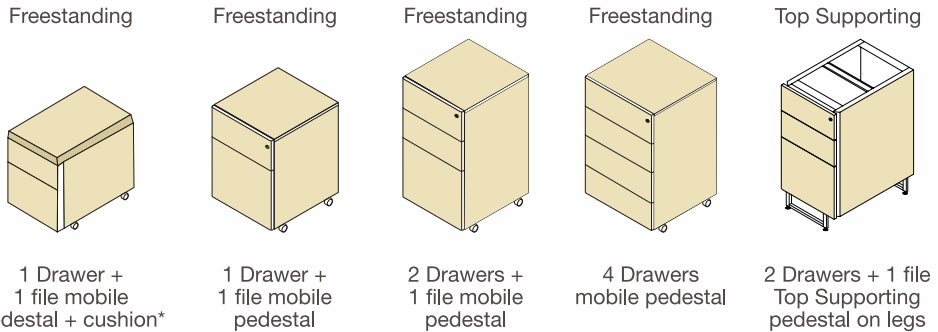 Freestanding
Freestanding
Freestanding
Freestanding
Top Supporting
1 Drawer +
1 file mobile
destal + cushion*
1 Drawer +
1 file mobile
pedestal
2 Drawers +
1 file mobile
pedestal
4 Drawers
mobile pedestal
2 Drawers + 1 file
Top Supporting
pedestal on legs